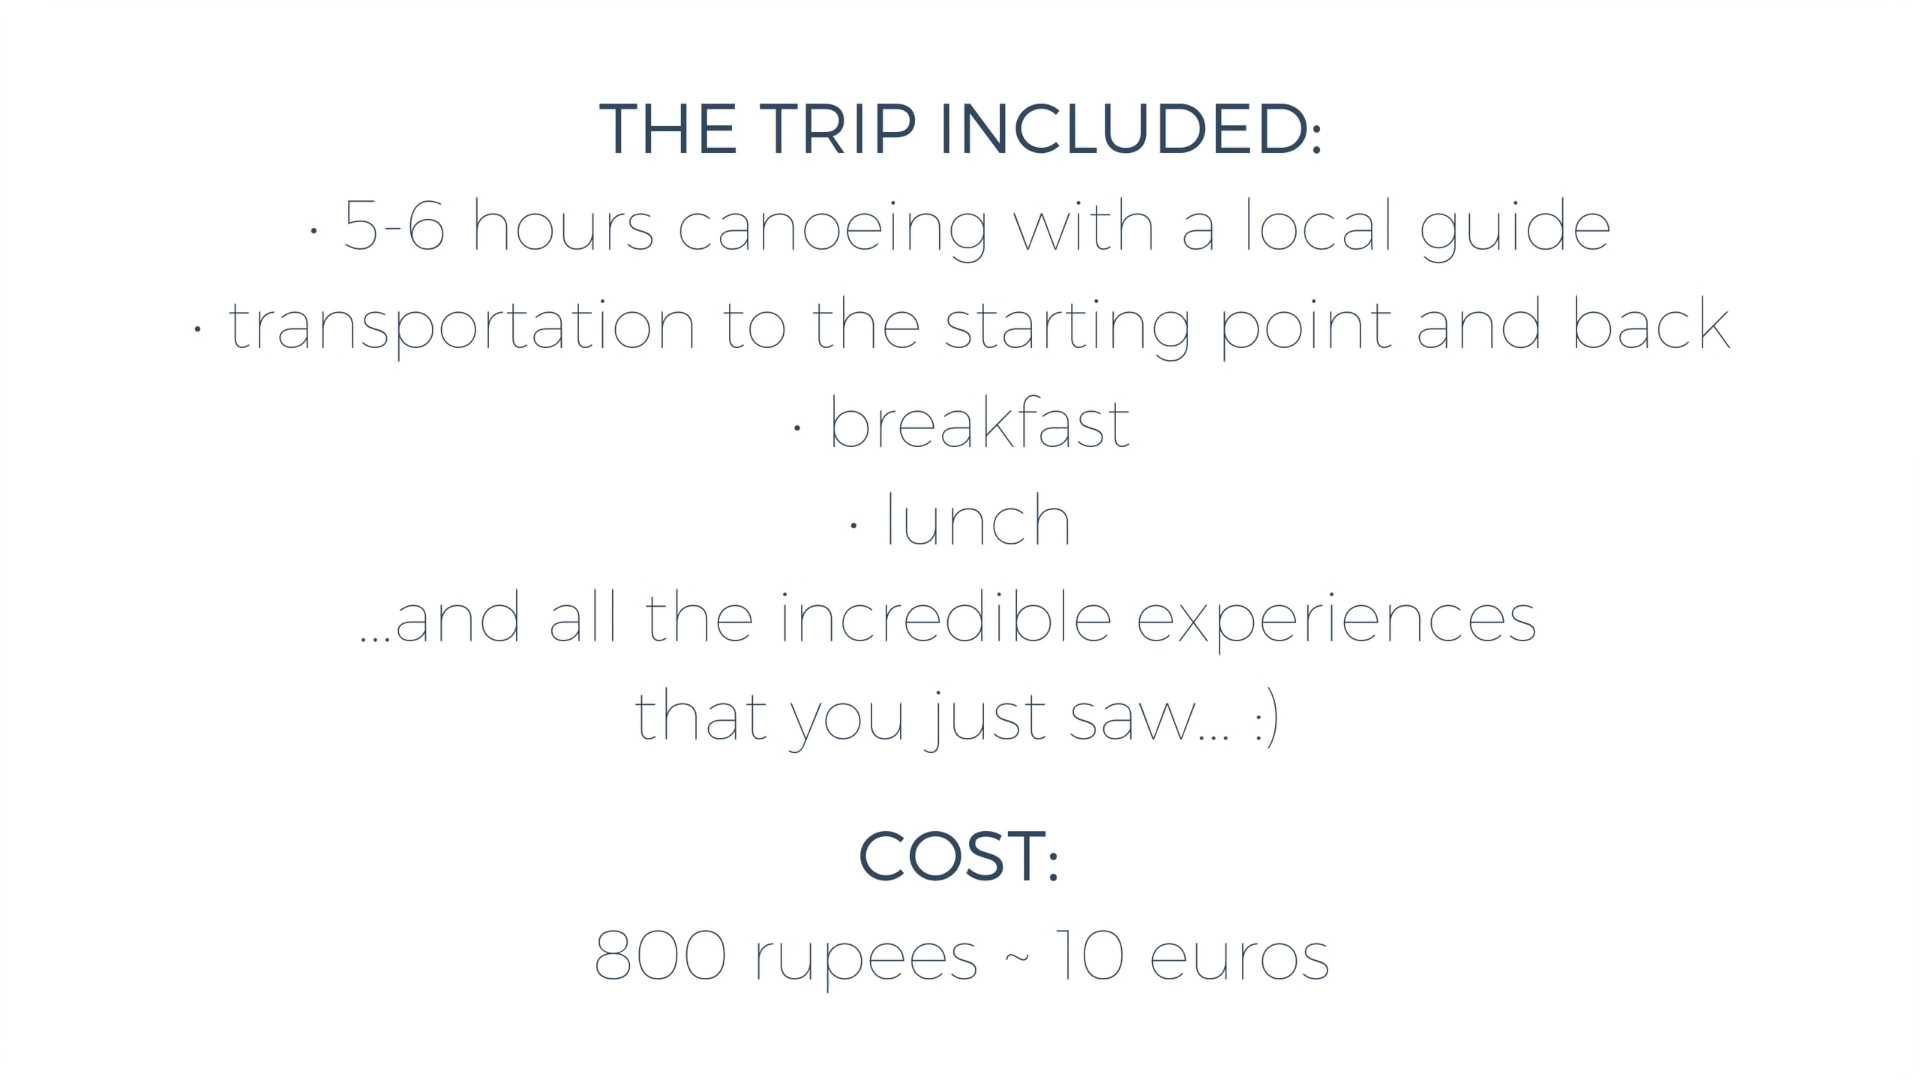 THE TRIP INCLUDED:
· 5-6 hours canoeing with a local guide
· transportation to the starting point and back
· breakfast
· lunch
...and all the incredible experiences
that you just saw... :)
COST:
800 rupees ~ 10 euros